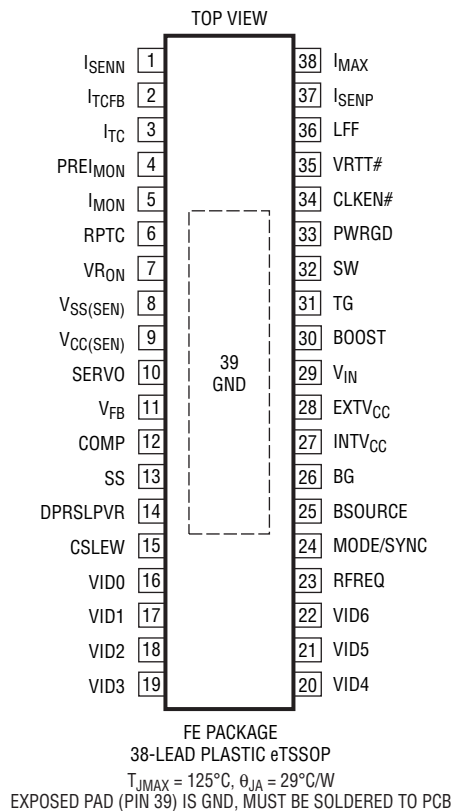 TOP VIEW
ISENN 1
ITCFB 2
ITC 3
PREIMON 4
IMON 5
RPTC 6
VRON 7
VSS(SEN) 8
VCC(SEN) 9
SERVO 10
VFB 11
COMP 12
SS 13
DPRSLPVR 14
CSLEW 15
VID0 16
VID1 17
VID2 18
VID3 19
39
GND
38 IMAX
37 ISENP
36 LFF
35 VRTT#
34 CLKEN#
33 PWRGD
32 SW
31 TG
30 BOOST
29 VIN
28 EXTVCC
27 INTVCC
26 BG
25 BSOURCE
24 MODE/SYNC
23 RFREQ
22 VID6
21 VID5
20 VID4
FE PACKAGE
38-LEAD PLASTIC eTSSOP
TJMAX = 125°C, θJA = 29°C/W
EXPOSED PAD (PIN 39) IS GND, MUST BE SOLDERED TO PCB